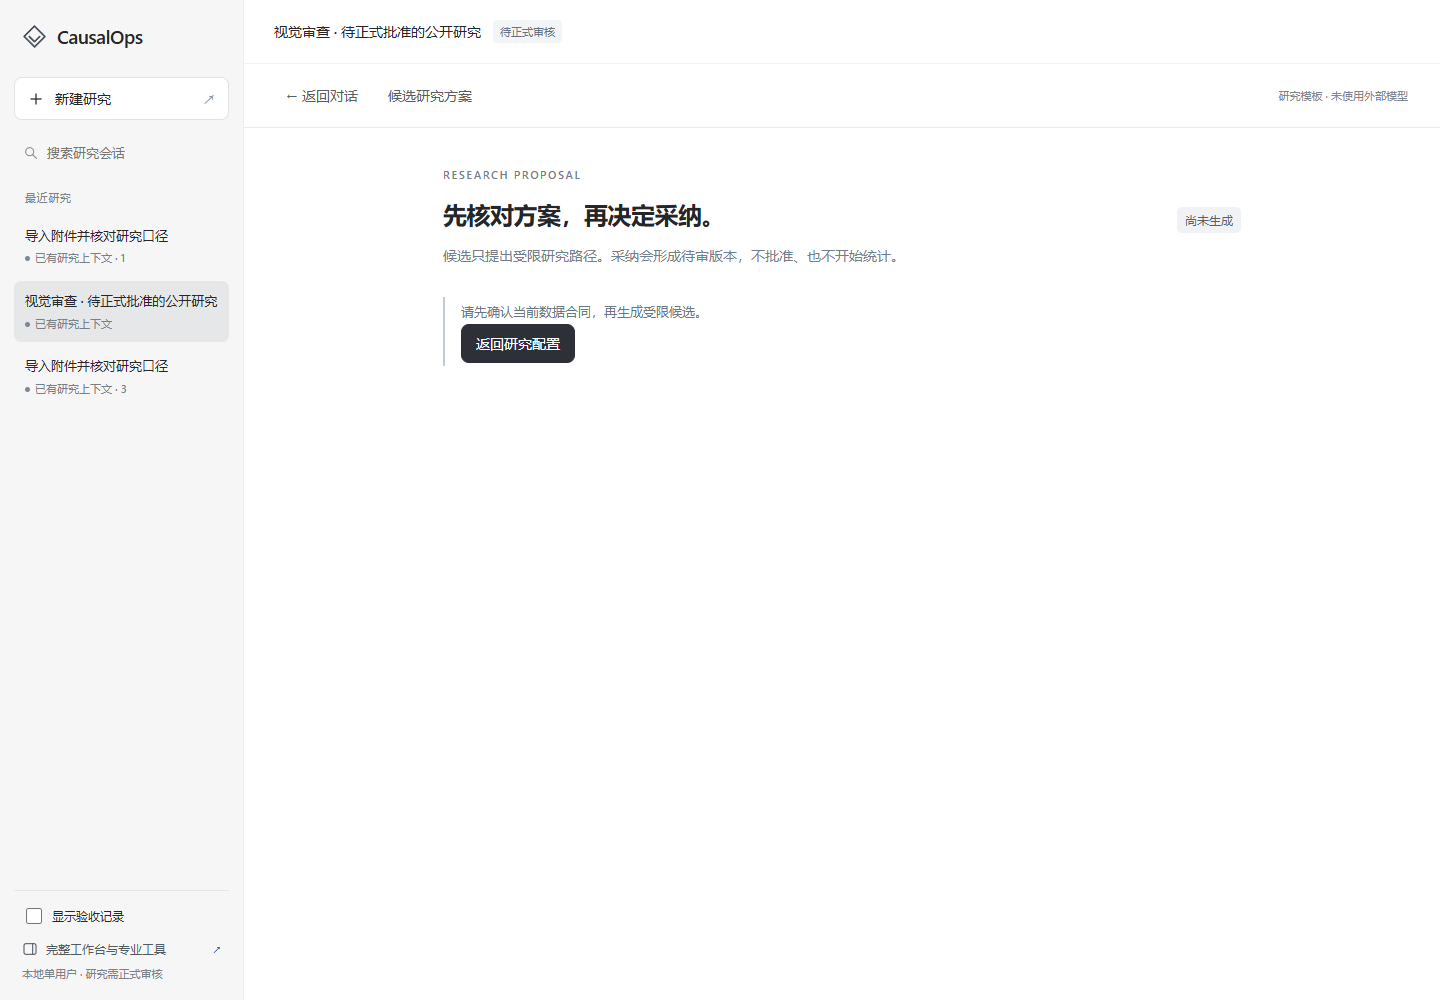 CausalOps
新建研究
搜索研究会话
最近研究
导入附件并核对研究口径
已有研究上下文 · 1
视觉审查 · 待正式批准的公开研究
已有研究上下文
导入附件并核对研究口径
已有研究上下文 · 3
显示验收记录
完整工作台与专业工具
本地单用户 · 研究需正式审核
视觉审查 · 待正式批准的公开研究 待正式审核
← 返回对话 候选研究方案 研究模板 · 未使用外部模型
RESEARCH PROPOSAL
先核对方案，再决定采纳。
尚未生成
候选只提出受限研究路径。采纳会形成待审版本，不批准、也不开始统计。
请先确认当前数据合同，再生成受限候选。
返回研究配置